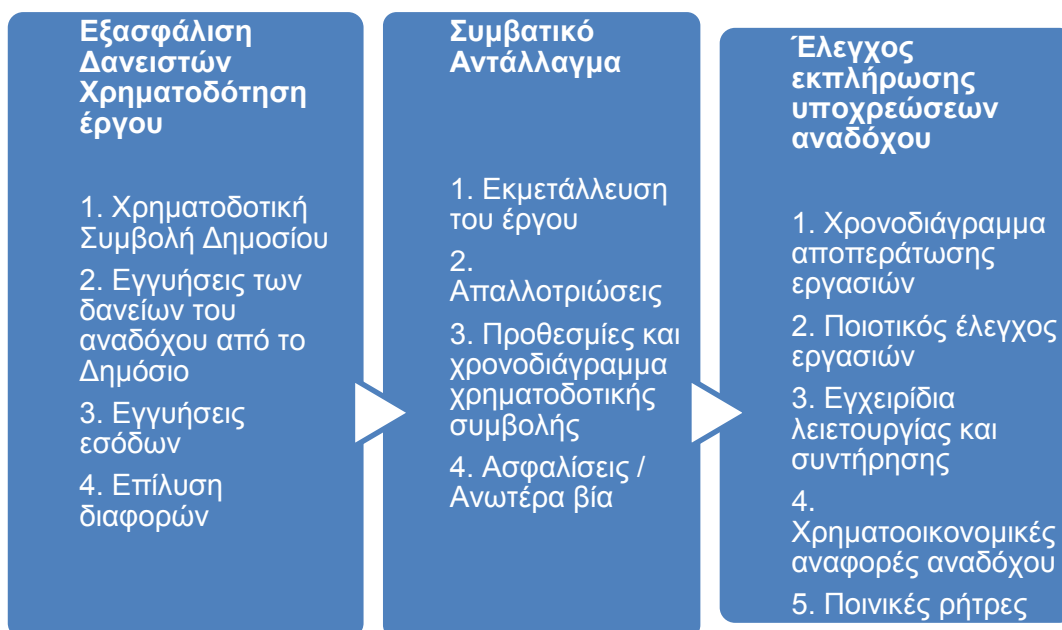 Εξασφάλιση
Δανειστών
Χρηματοδότηση
έργου
1. Χρηματοδοτική
Συμβολή Δημοσίου
2. Εγγυήσεις των
δανείων του
αναδόχου από το
Δημόσιο
3. Εγγυήσεις
εσόδων
4. Επίλυση
διαφορών
Συμβατικό
Αντάλλαγμα
1. Εκμετάλλευση
του έργου
2.
Απαλλοτριώσεις
3. Προθεσμίες και
χρονοδιάγραμμα
χρηματοδοτικής
συμβολής
4. Ασφαλίσεις /
Ανωτέρα βία
Έλεγχος
εκπλήρωσης
υποχρεώσεων
αναδόχου
1. Χρονοδιάγραμμα
αποπεράτωσης
εργασιών
2. Ποιοτικός έλεγχος
εργασιών
3. Εγχειρίδια
λειετουργίας και
συντήρησης
4.
Χρηματοοικονομικές
αναφορές αναδόχου
5. Ποινικές ρήτρες